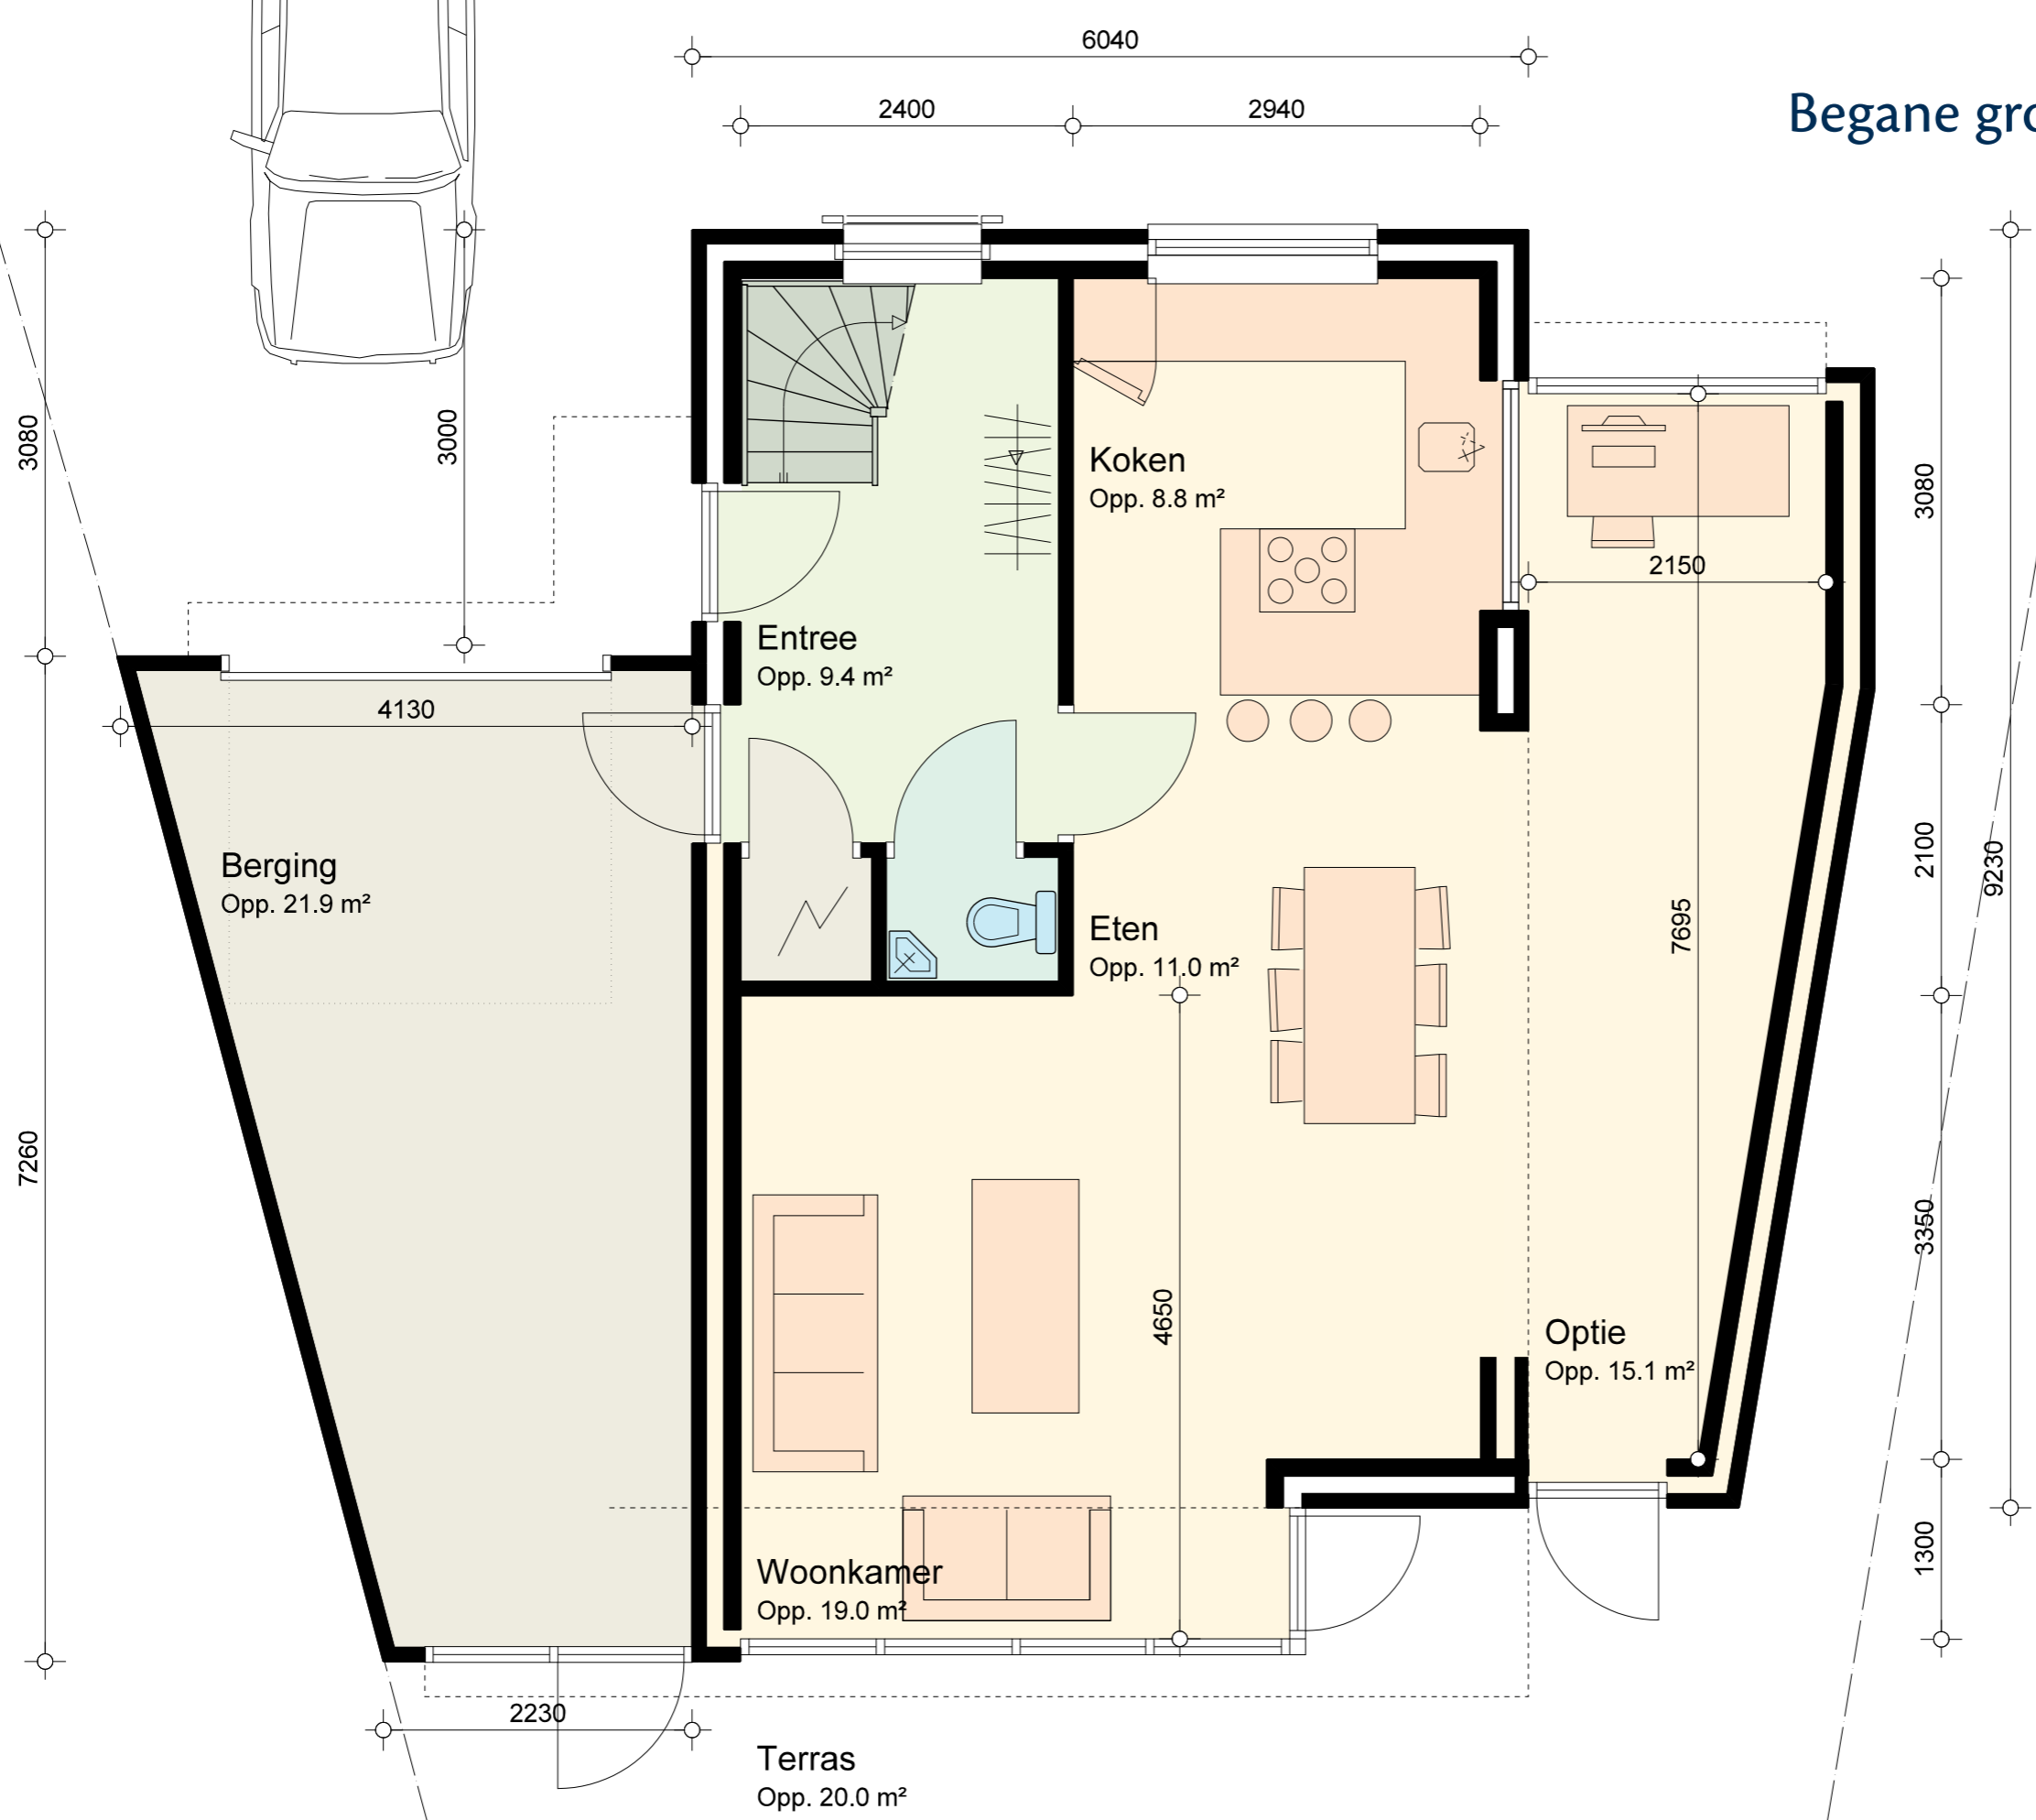 6040
2400
2940
Begane gro
3080
3000
Koken
Opp. 8.8 m²
3080
2150
Entree
Opp. 9.4 m²
4130
Berging
Opp. 21.9 m²
2100
9230
Eten
Opp. 11.0 m²
7695
7260
3350
4650
Optie
Opp. 15.1 m²
1300
Woonkamer
Opp. 19.0 m²
2230
Terras
Opp. 20.0 m²